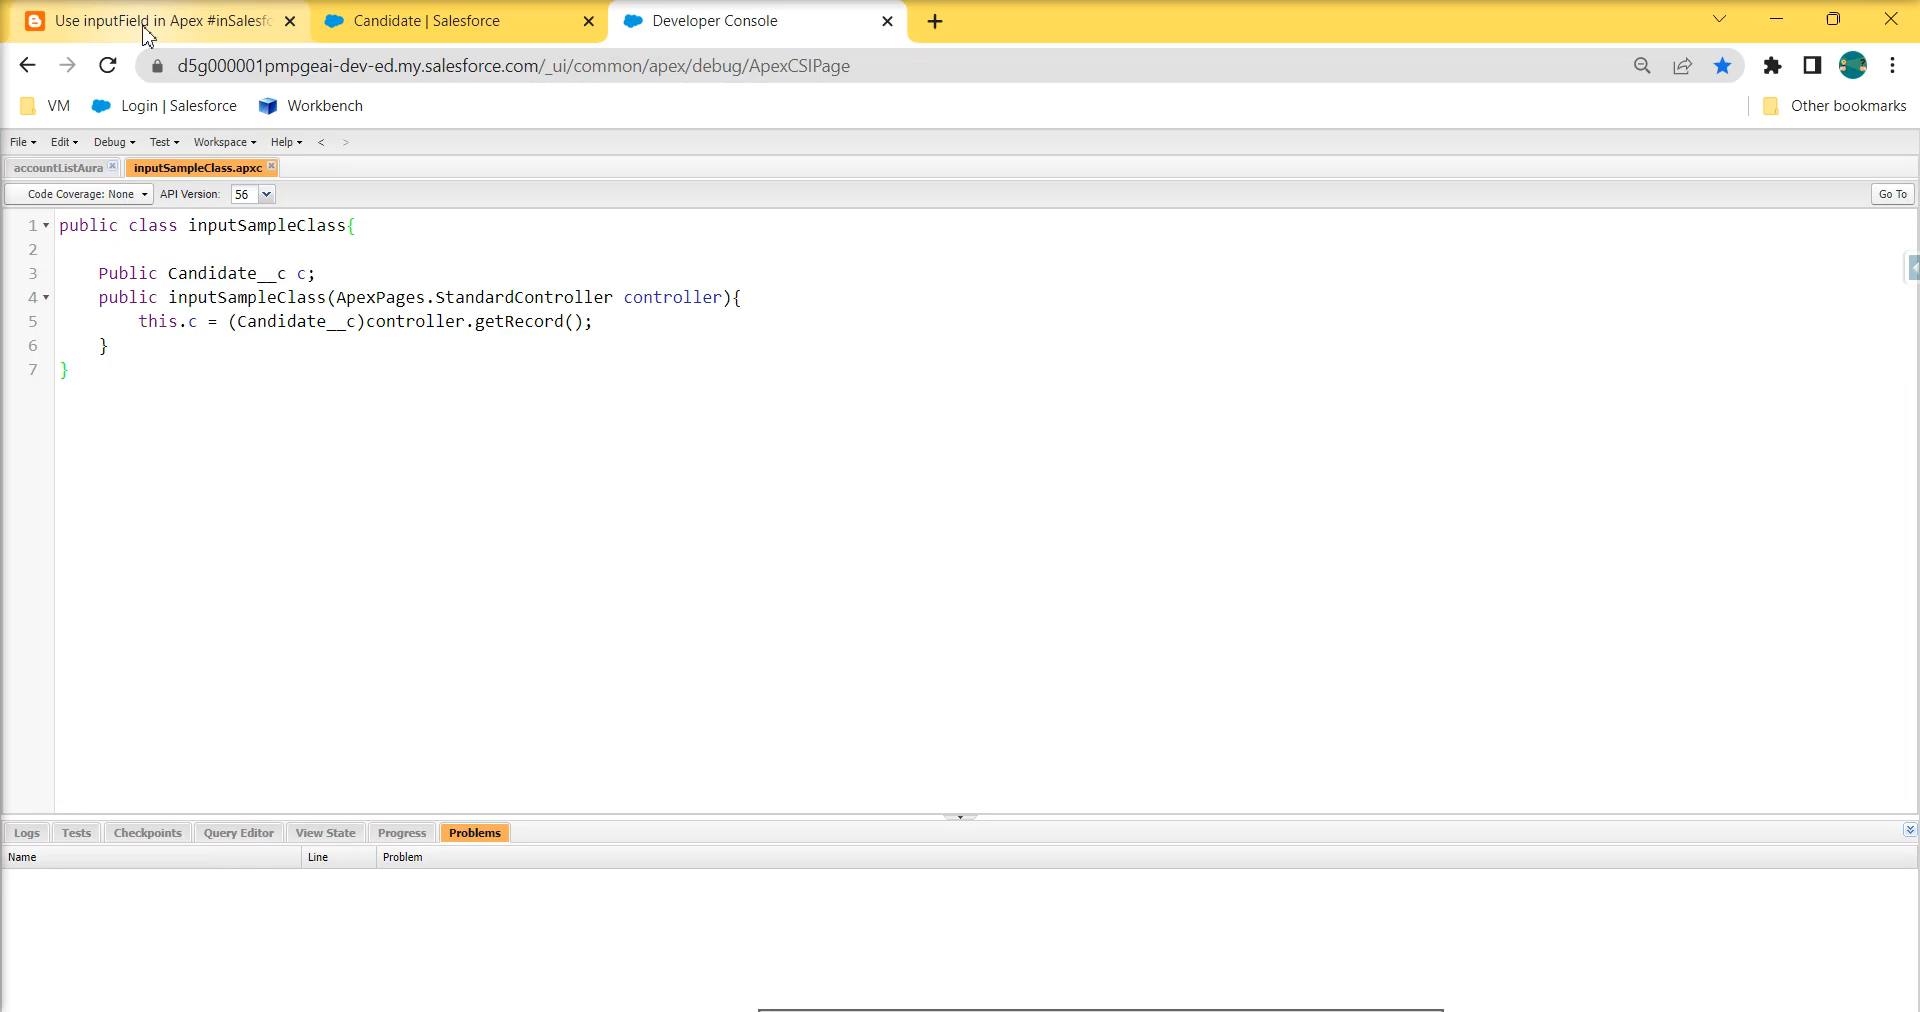 Use inputField in Apex #inSalesfo
Candidate | Salesforce
Developer Console
d5g000001pmpgeai-dev-ed.my.salesforce.com/_ui/common/apex/debug/ApexCSIPage
VM
Login | Salesforce
Workbench
Other bookmarks
File
Edit
Debug
Test
Workspace
Help
<
>
accountListAura
inputSampleClass.apxc
Code Coverage: None
API Version:
56
Go To
1 public class inputSampleClass{
2
3 Public Candidate__c c;
4 public inputSampleClass(ApexPages.StandardController controller){
5 this.c = (Candidate__c)controller.getRecord();
6 }
7 }
Logs
Tests
Checkpoints
Query Editor
View State
Progress
Problems
Name
Line
Problem